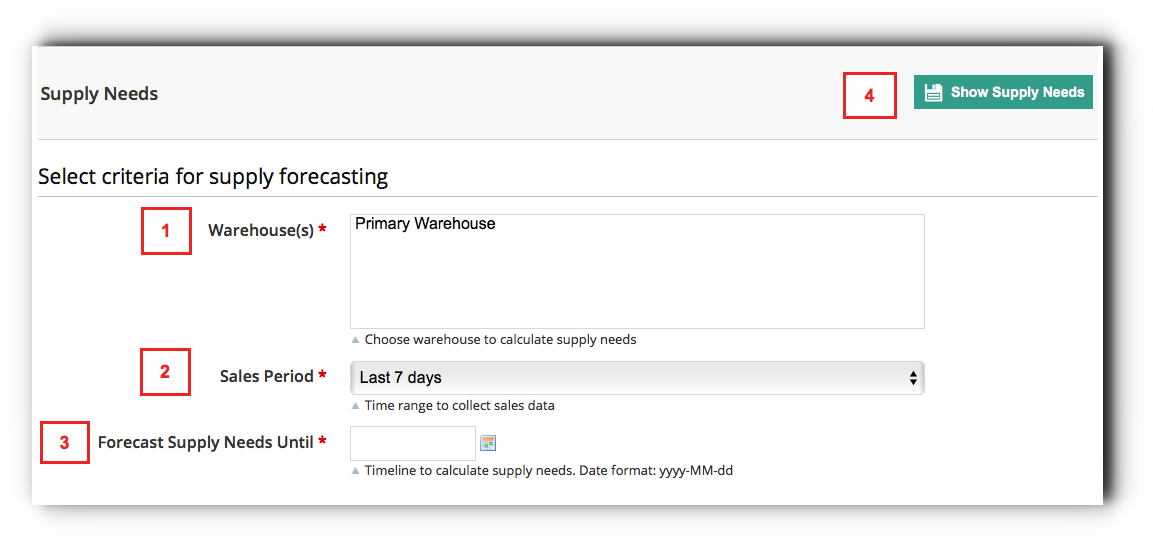 Supply Needs
4
Show Supply Needs
Select criteria for supply forecasting
1
Warehouse(s) *
Primary Warehouse
Choose warehouse to calculate supply needs
2
Sales Period *
Last 7 days
Time range to collect sales data
3
Forecast Supply Needs Until *
Timeline to calculate supply needs. Date format: yyyy-MM-dd